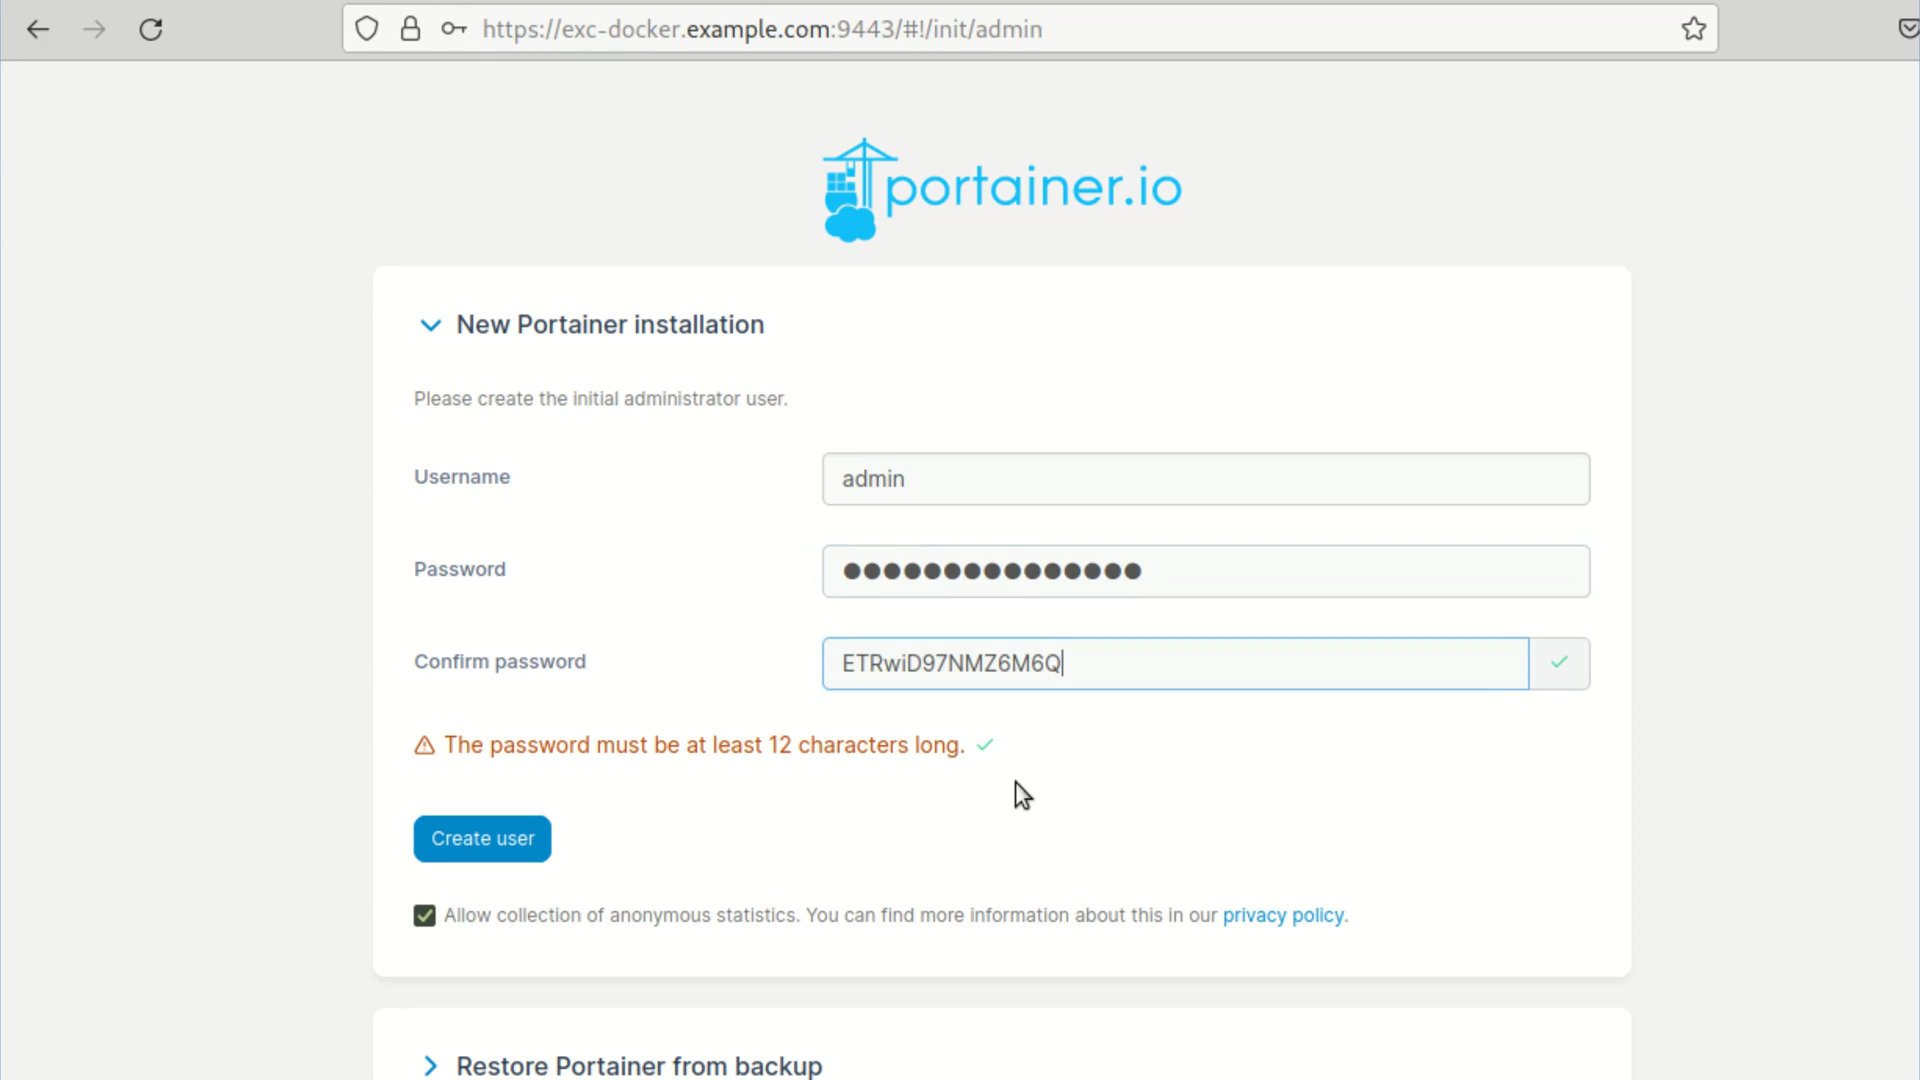 https://exc-docker.example.com:9443/#!/init/admin
portainer.io
New Portainer installation
Please create the initial administrator user.
Username
admin
Password
●●●●●●●●●●●●●●●
Confirm password
ETRwiD97NMZ6M6Q
The password must be at least 12 characters long.
Create user
Allow collection of anonymous statistics. You can find more information about this in our privacy policy.
Restore Portainer from backup